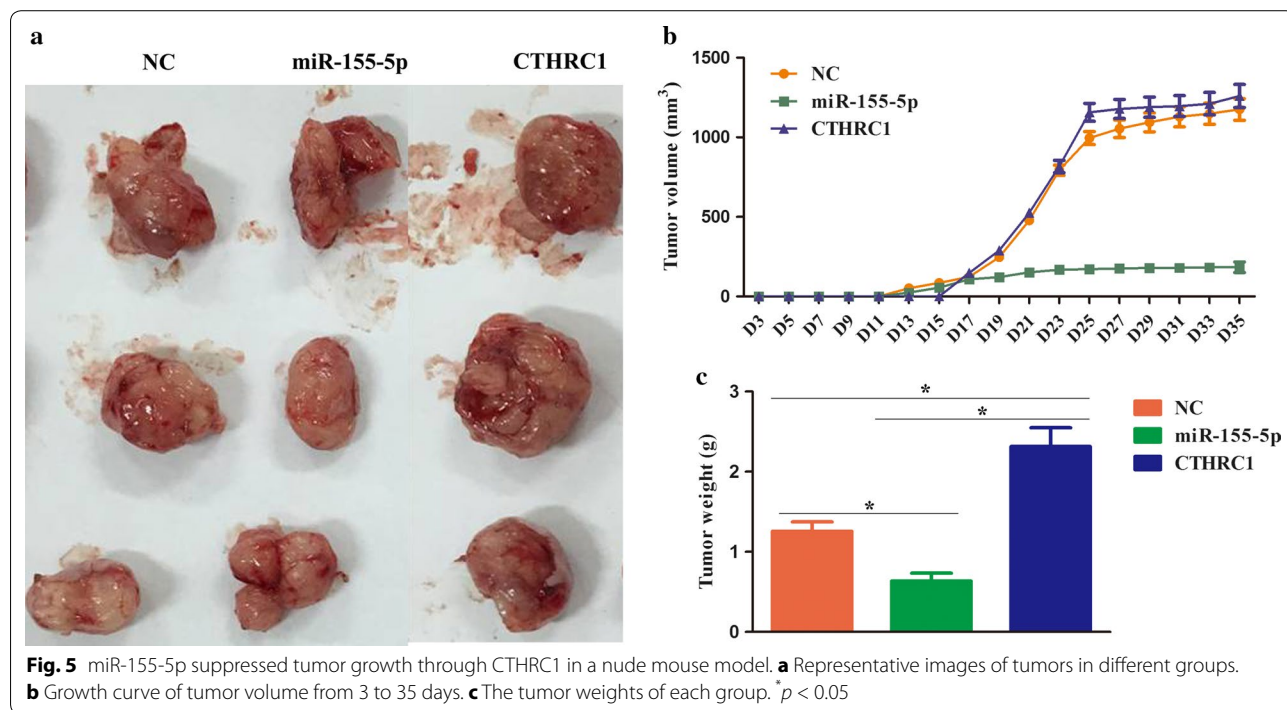 a
NC miR-155-5p CTHRC1
b
Tumor volume (mm³)
1500
1000
500
0
NC
miR-155-5p
CTHRC1
D3 D5 D7 D9 D11 D13 D15 D17 D19 D21 D23 D25 D27 D29 D31 D33 D35
c
Tumor weight (g)
3
2
1
0
*
*
*
NC
miR-155-5p
CTHRC1
Fig. 5 miR-155-5p suppressed tumor growth through CTHRC1 in a nude mouse model. a Representative images of tumors in different groups.
b Growth curve of tumor volume from 3 to 35 days. c The tumor weights of each group. *p < 0.05